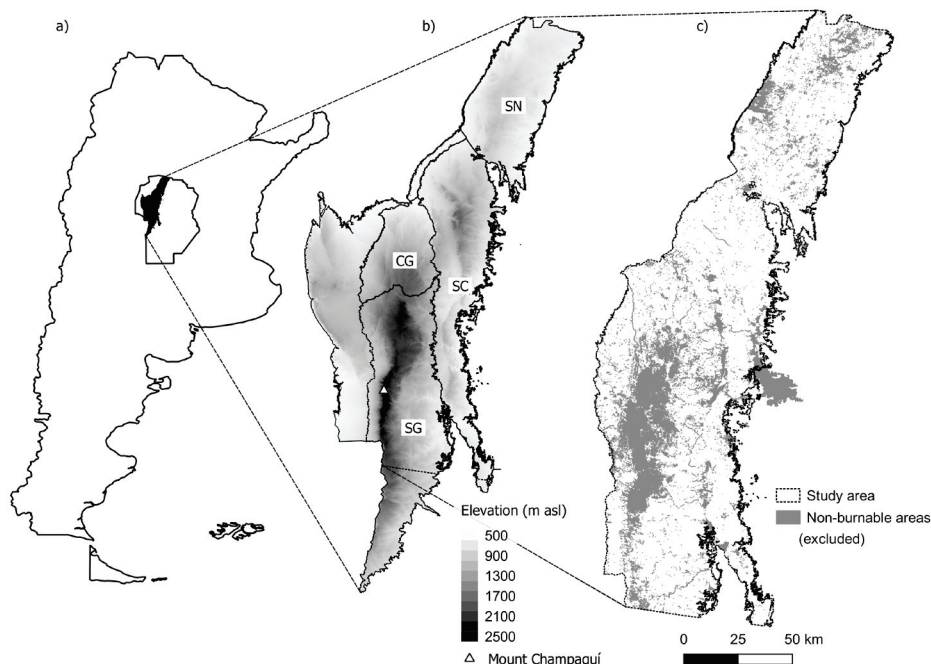 a)
b)
c)
SN
CG
SC
SG
Elevation (m asl)
500
900
1300
1700
2100
2500
Mount Champaquí
Study area
Non-burnable areas
(excluded)
0 25 50 km